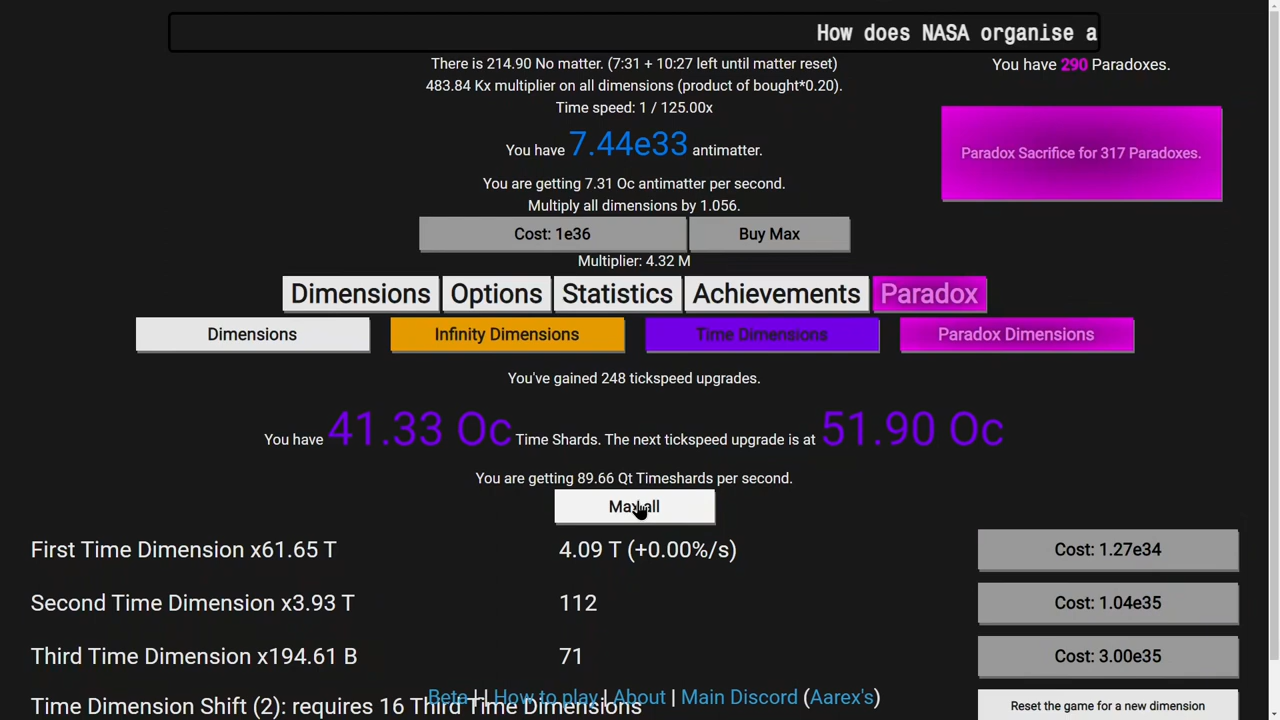 How does NASA organise a
There is 214.90 No matter. (7:31 + 10:27 left until matter reset)
You have 290 Paradoxes.
483.84 Kx multiplier on all dimensions (product of bought*0.20).
Time speed: 1 / 125.00x
You have 7.44e33 antimatter.
Paradox Sacrifice for 317 Paradoxes.
You are getting 7.31 Oc antimatter per second.
Multiply all dimensions by 1.056.
Cost: 1e36 Buy Max
Multiplier: 4.32 M
Dimensions Options Statistics Achievements Paradox
Dimensions Infinity Dimensions Time Dimensions Paradox Dimensions
You've gained 248 tickspeed upgrades.
You have 41.33 Oc Time Shards. The next tickspeed upgrade is at 51.90 Oc
You are getting 89.66 Qt Timeshards per second.
Max all
First Time Dimension x61.65 T 4.09 T (+0.00%/s) Cost: 1.27e34
Second Time Dimension x3.93 T 112 Cost: 1.04e35
Third Time Dimension x194.61 B 71 Cost: 3.00e35
Time Dimension Shift (2): requires 16 Third Time Dimensions Reset the game for a new dimension
Beta | | How to play | About | Main Discord (Aarex's)